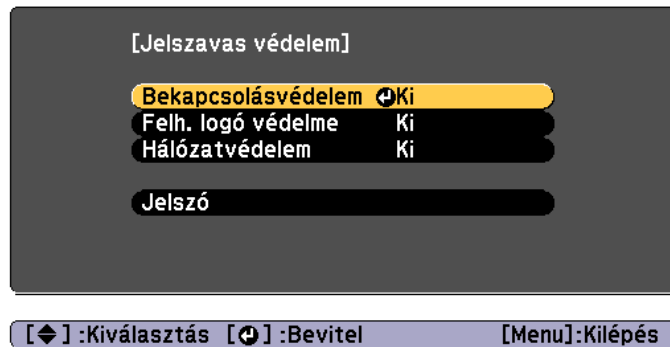 [Jelszavas védelem]
Bekapcsolásvédelem Ki
Felh. logó védelme Ki
Hálózatvédelem Ki
Jelszó
[ ] :Kiválasztás [ ] :Bevitel [Menu]:Kilépés